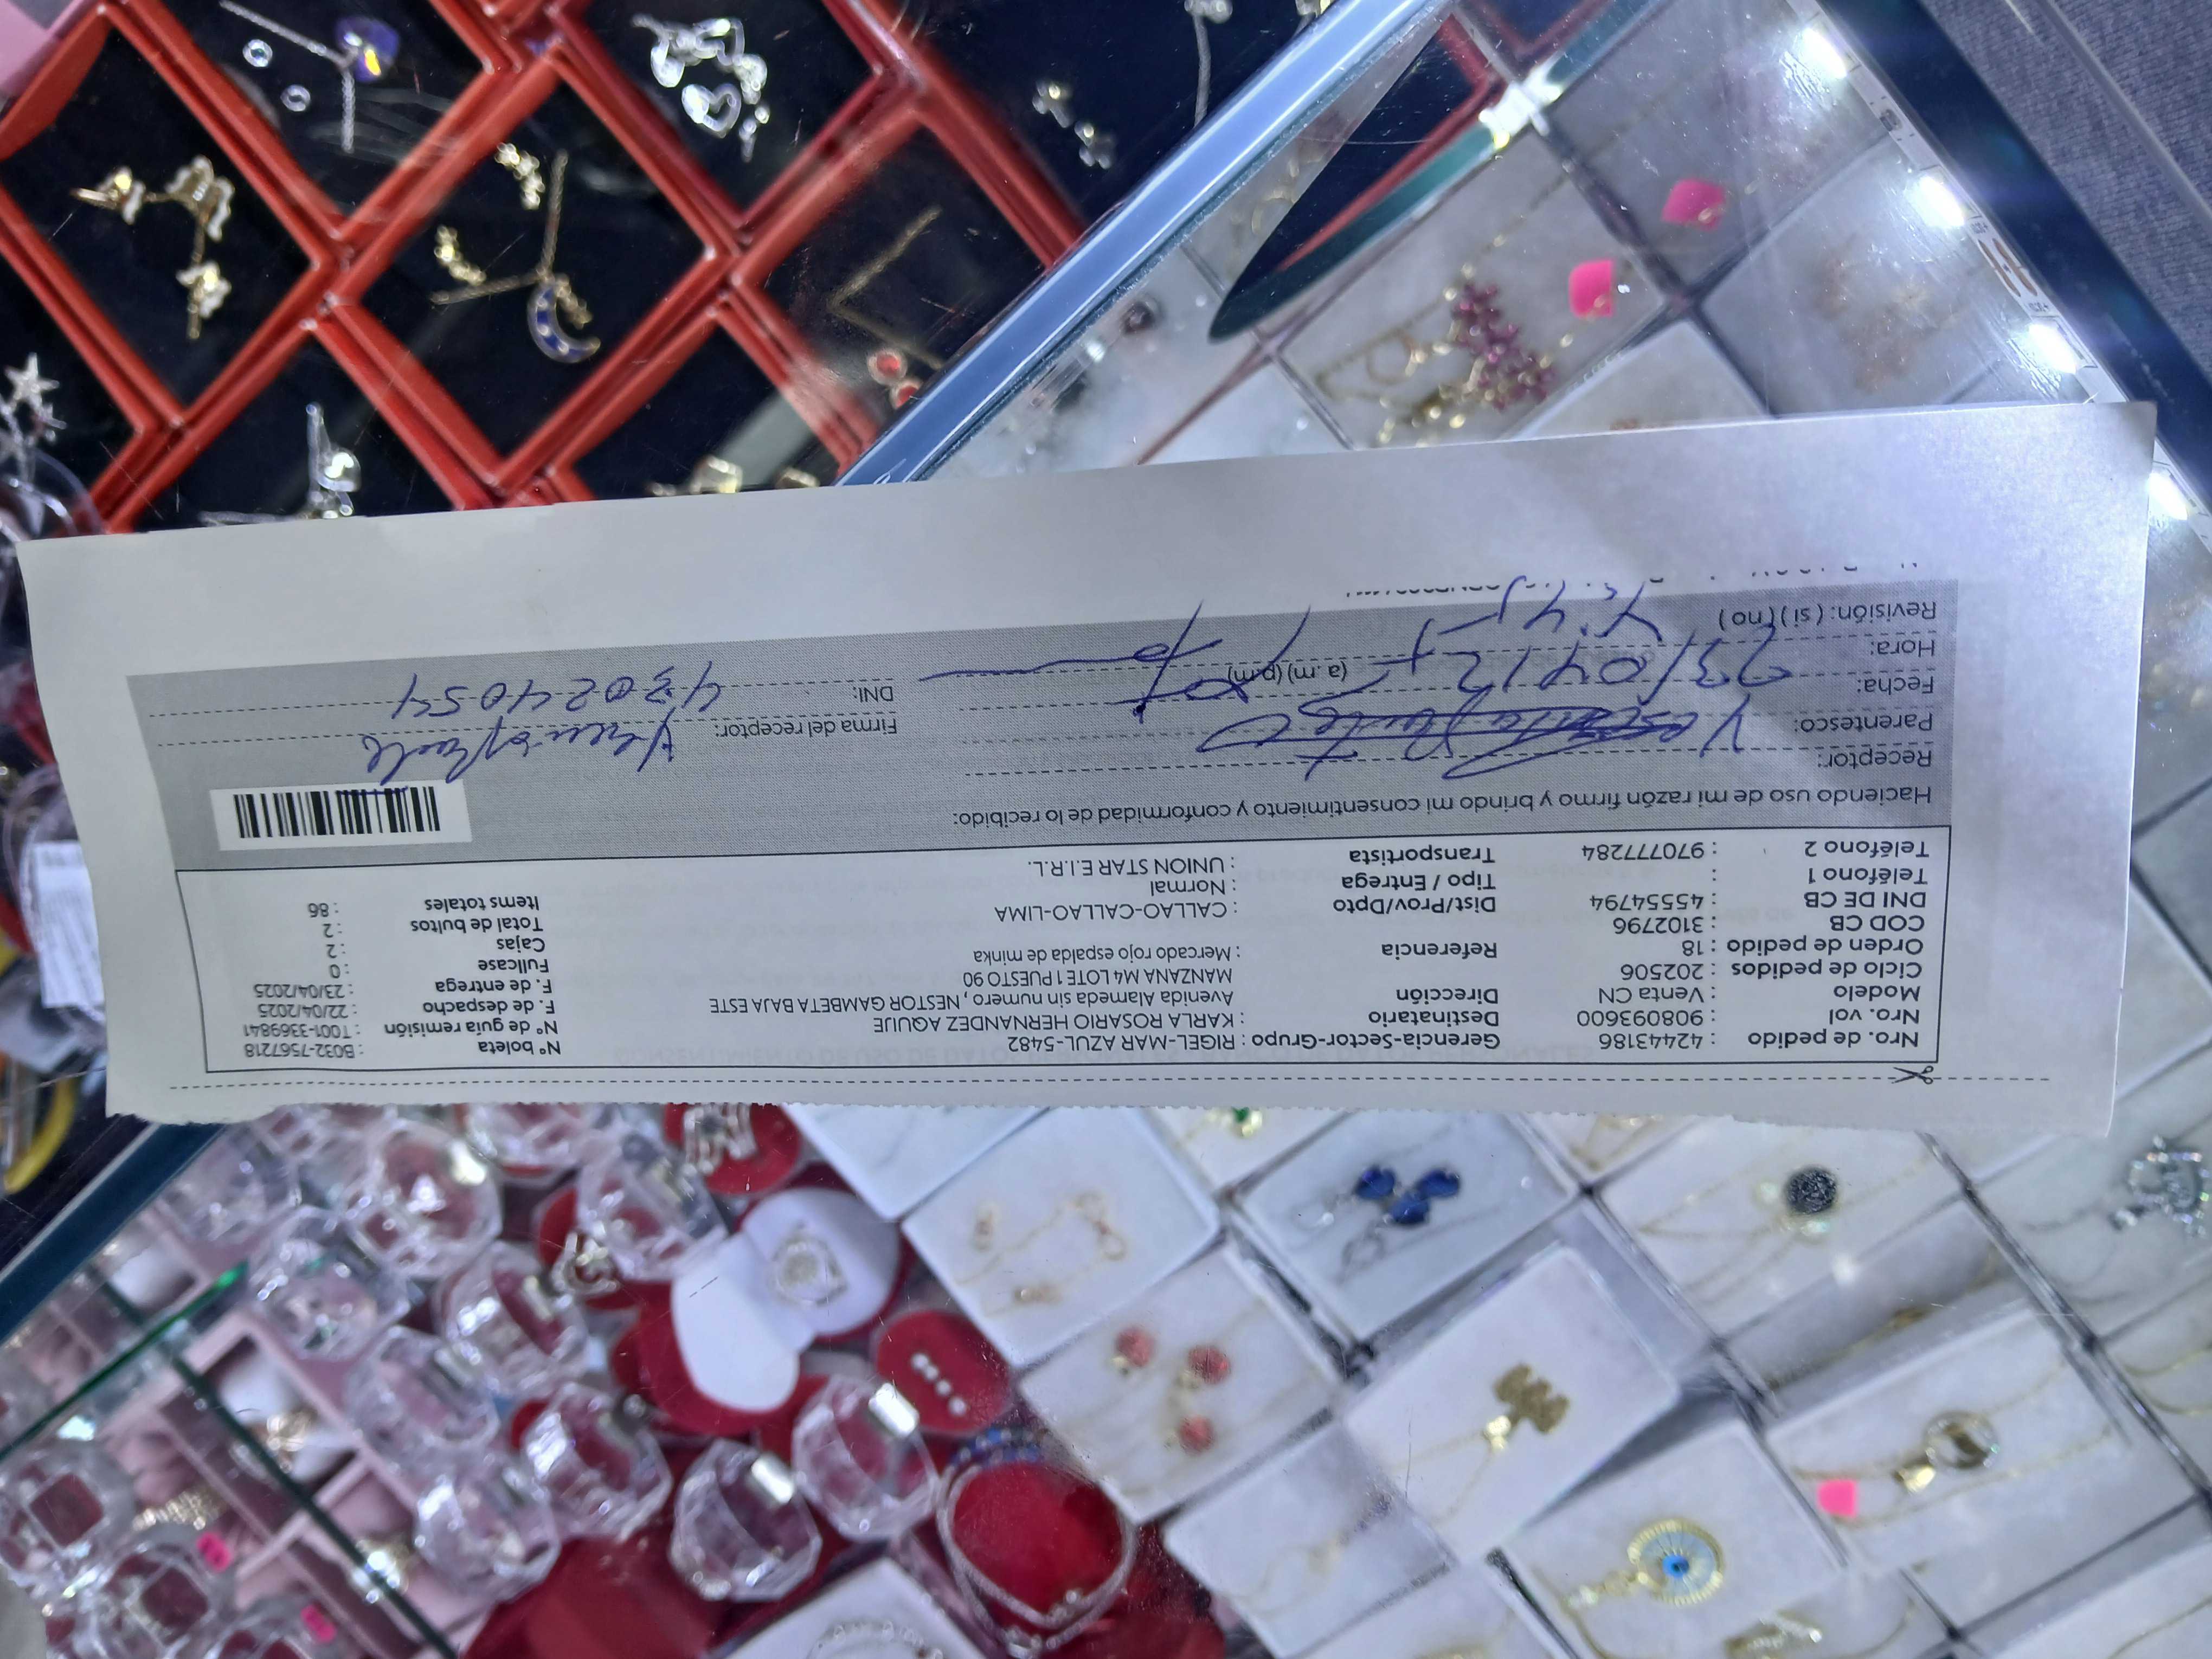 Nro. de pedido : 42443186 Gerencia-Sector-Grupo : RIGEL-MAR AZUL-5482 N° boleta : B032-7567218
Nro. vol : 908093600 Destinatario : KARLA ROSARIO HERNANDEZ AQUIJE N° de guía remisión : T001-3369841
Modelo : Venta CN Dirección Avenida Alameda sin numero, NESTOR GAMBETA BAJA ESTE F. de despacho : 22/04/2025
Ciclo de pedidos : 202506 MANZANA M4 LOTE 1 PUESTO 90 F. de entrega : 23/04/2025
Orden de pedido : 18 Referencia : Mercado rojo espalda de minka Fullcase : 0
COD CB : 3102796 Cajas : 2
DNI DE CB : 45554794 Dist/Prov/Dpto : CALLAO-CALLAO-LIMA Total de bultos : 2
Teléfono 1 : Tipo / Entrega : Normal Items totales : 86
Teléfono 2 : 970777284 Transportista : UNION STAR E.I.R.L.
Haciendo uso de mi razón firmo y brindo mi consentimiento y conformidad de lo recibido:
Receptor:
Parentesco: Firma del receptor:
Fecha: 23/04/25 DNI: 43024054
Hora: (a. m) (p.m)
Revisión: ( si ) ( no )